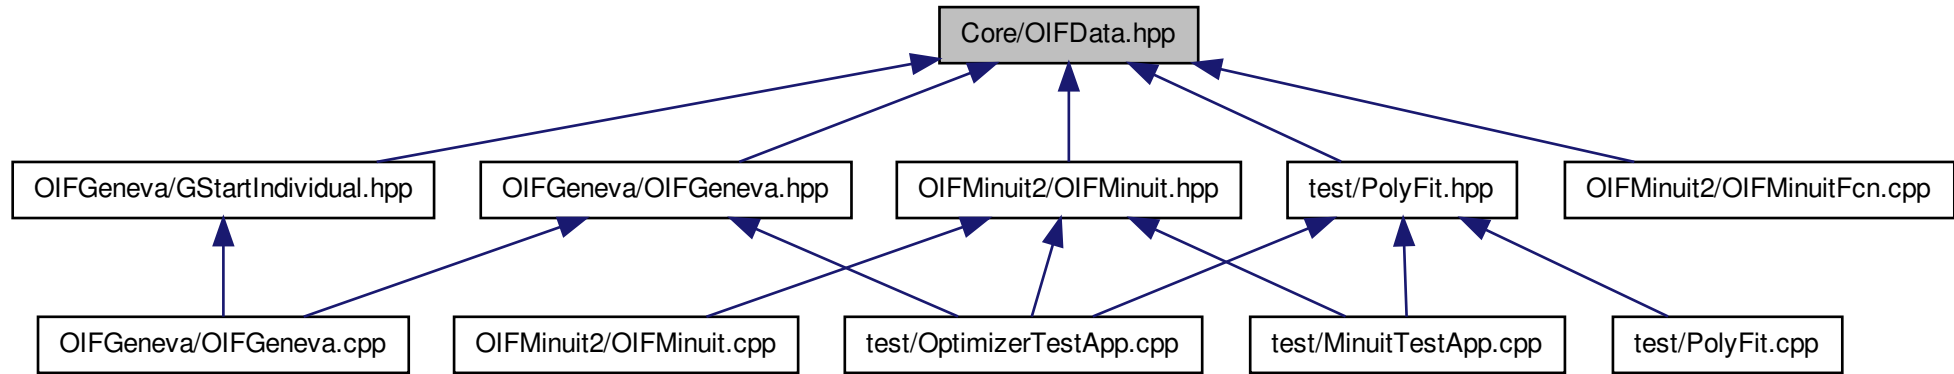 Core/OIFData.hpp
OIFGeneva/GStartIndividual.hpp
OIFGeneva/OIFGeneva.hpp
OIFMinuit2/OIFMinuit.hpp
test/PolyFit.hpp
OIFMinuit2/OIFMinuitFcn.cpp
OIFGeneva/OIFGeneva.cpp
OIFMinuit2/OIFMinuit.cpp
test/OptimizerTestApp.cpp
test/MinuitTestApp.cpp
test/PolyFit.cpp